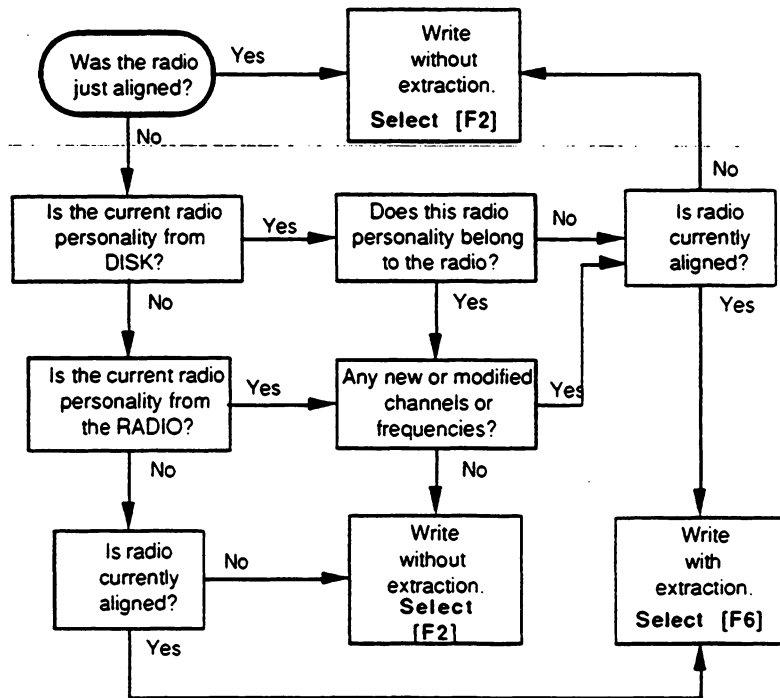 Was the radio
just aligned?
Yes
Write
without
extraction.
Select [F2]
No
No
Is the current radio
personality from
DISK?
Yes
Does this radio
personality belong
to the radio?
No
Is radio
currently
aligned?
No
Yes
Yes
Is the current radio
personality from
the RADIO?
Yes
Any new or modified
channels or
frequencies?
Yes
No
No
Is radio
currently
aligned?
No
Write
without
extraction.
Select
[F2]
Write
with
extraction.
Select [F6]
Yes